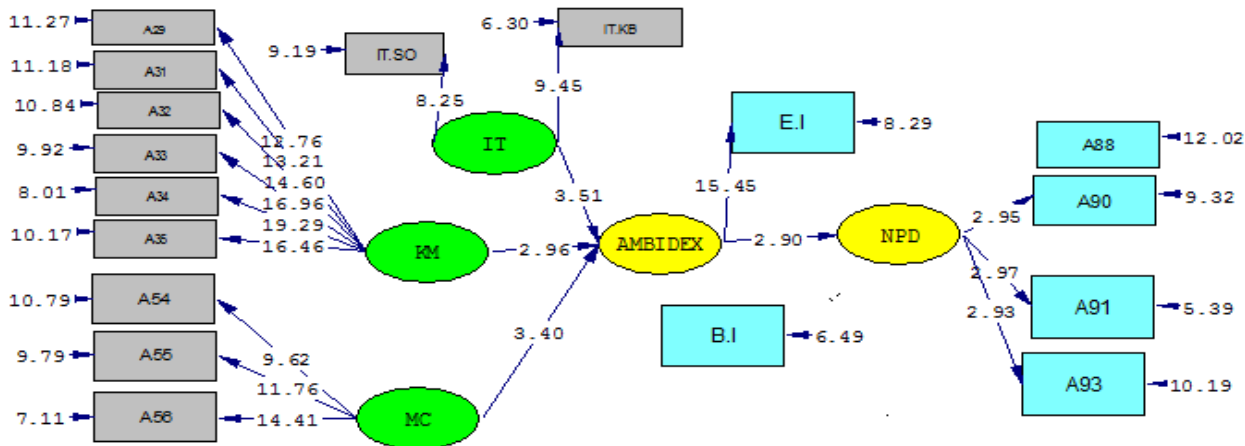 11.27
A29
11.18
A31
10.84
A32
9.92
A33
8.01
A34
10.17
A35
10.79
A54
9.79
A55
7.11
A56
12.76
13.21
14.60
16.96
19.29
16.46
9.62
11.76
14.41
9.19
IT.SO
6.30
IT.KB
8.25
9.45
IT
KM
MC
3.51
2.96
3.40
AMBIDEX
15.45
E.I
8.29
B.I
6.49
2.90
NPD
2.95
2.97
2.93
A88
12.02
A90
9.32
A91
5.39
A93
10.19